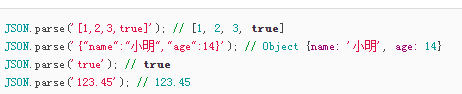 JSON.parse('[1,2,3,true]'); // [1, 2, 3, true]
JSON.parse('{"name":"小明","age":14}'); // Object {name: '小明', age: 14}
JSON.parse('true'); // true
JSON.parse('123.45'); // 123.45